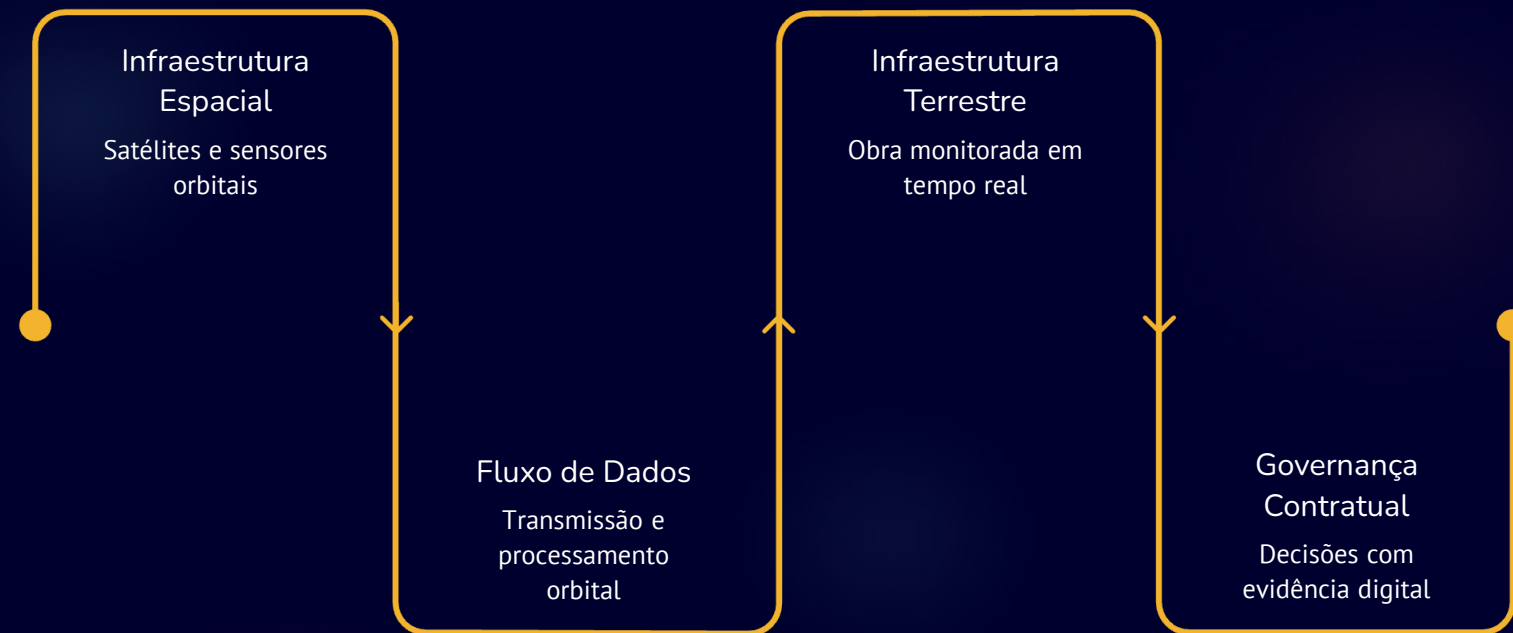 Infraestrutura
Espacial
Satélites e sensores
orbitais
Fluxo de Dados
Transmissão e
processamento
orbital
Infraestrutura
Terrestre
Obra monitorada em
tempo real
Governança
Contratual
Decisões com
evidência digital